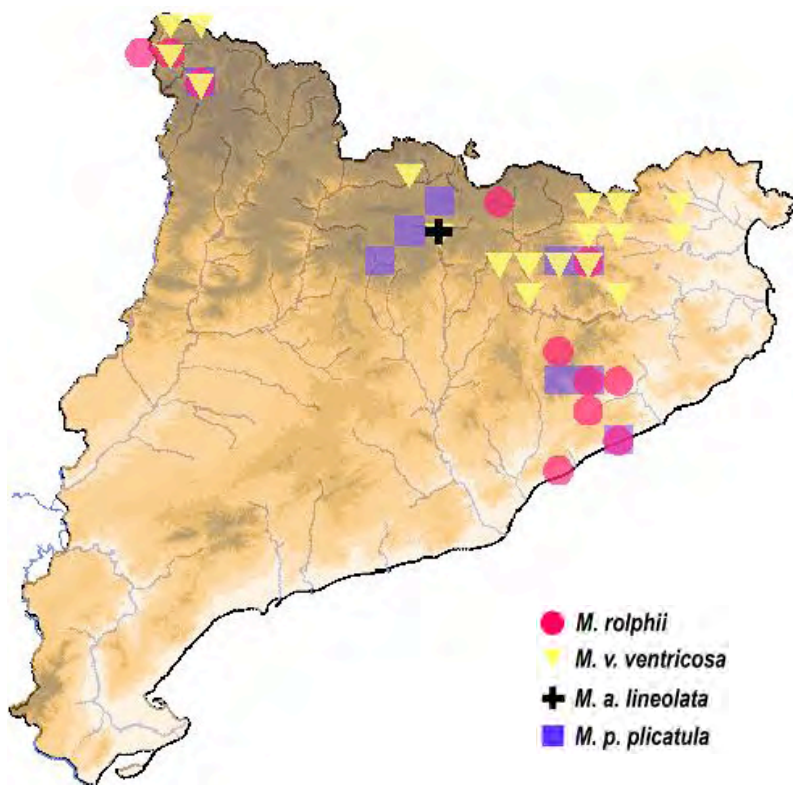 M. rolphii
M. v. ventricosa
M. a. lineolata
M. p. plicatula